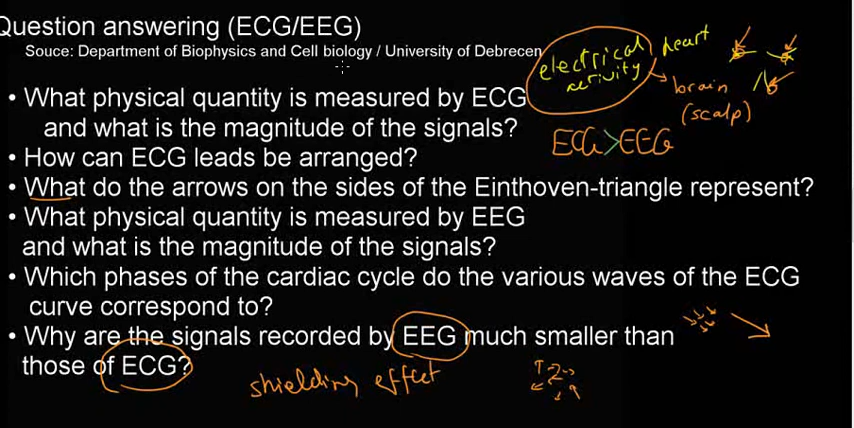 Question answering (ECG/EEG)
Souce: Department of Biophysics and Cell biology / University of Debrecen
electrical activity
heart
brain
(scalp)
ECG>EEG
• What physical quantity is measured by ECG
and what is the magnitude of the signals?
• How can ECG leads be arranged?
• What do the arrows on the sides of the Einthoven-triangle represent?
• What physical quantity is measured by EEG
and what is the magnitude of the signals?
• Which phases of the cardiac cycle do the various waves of the ECG
curve correspond to?
• Why are the signals recorded by EEG much smaller than
those of ECG?
shielding effect
2